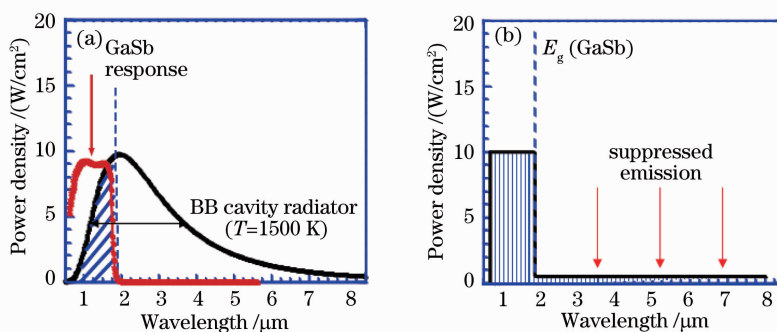 (a)
GaSb
response
BB cavity radiator
(T=1500 K)
Power density /(W/cm²)
20
15
10
5
0
1 2 3 4 5 6 7 8
Wavelength /μm
(b)
Eg (GaSb)
suppressed
emission
Power density /(W/cm²)
20
15
10
5
0
1 2 3 4 5 6 7 8
Wavelength /μm